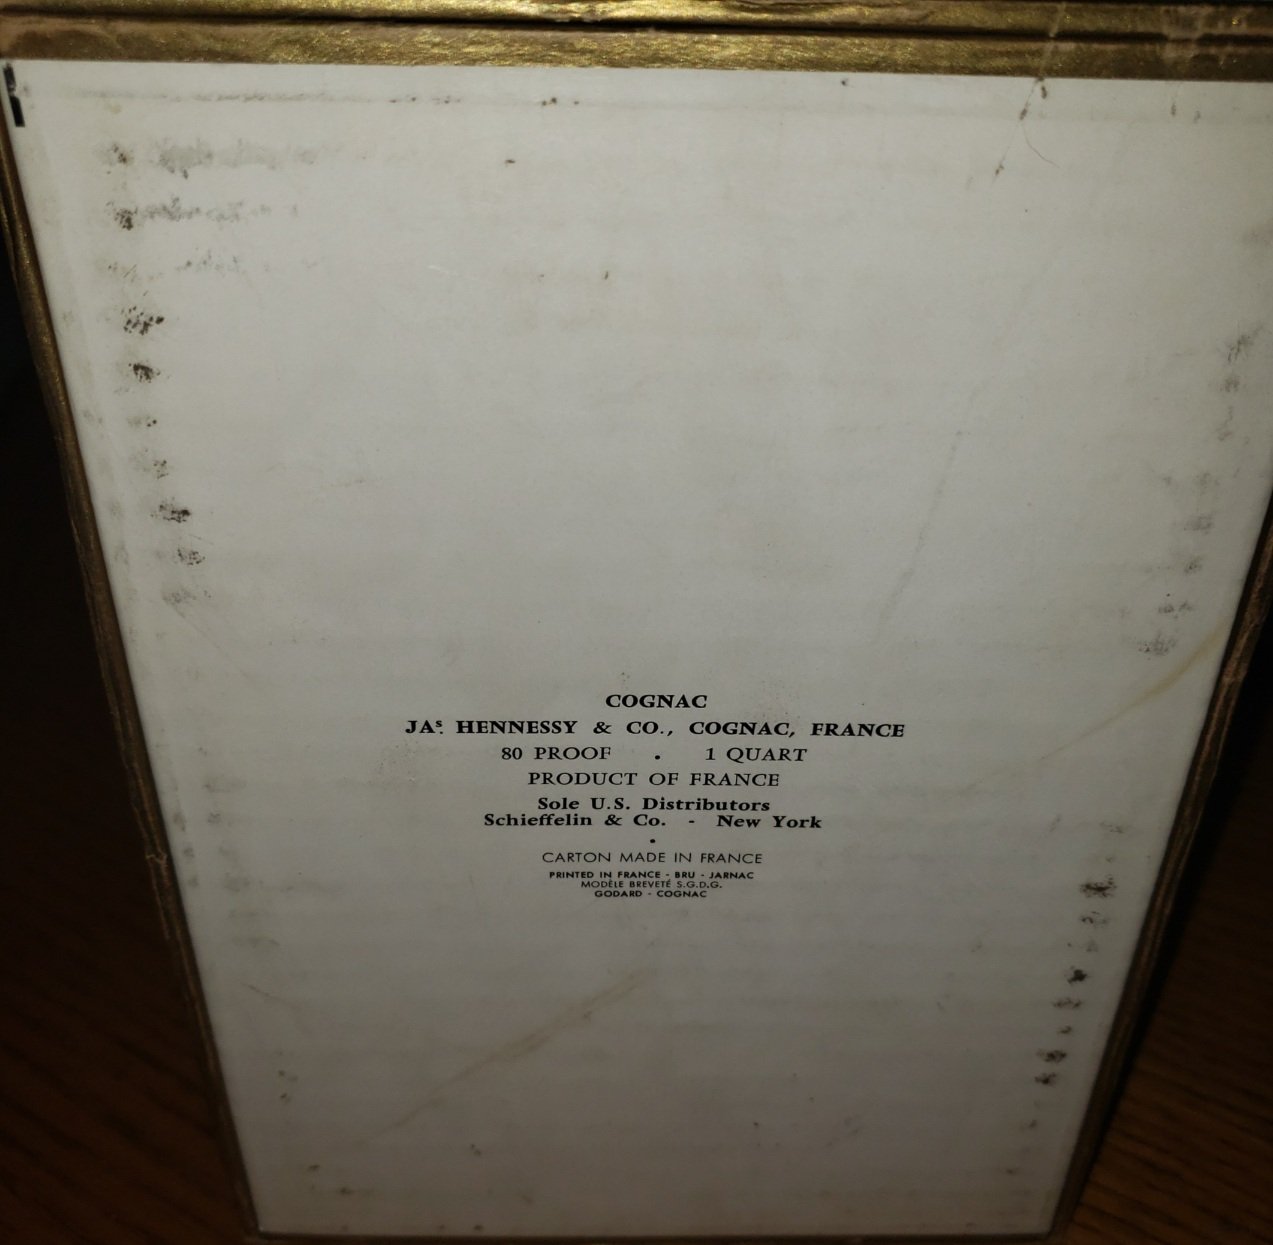 COGNAC
JAS. HENNESSY & CO., COGNAC, FRANCE
80 PROOF . 1 QUART
PRODUCT OF FRANCE
Sole U.S. Distributors
Schieffelin & Co. - New York
•
CARTON MADE IN FRANCE
PRINTED IN FRANCE - BRU - JARNAC
MODÈLE BREVETÉ S.G.D.G.
GODARD - COGNAC